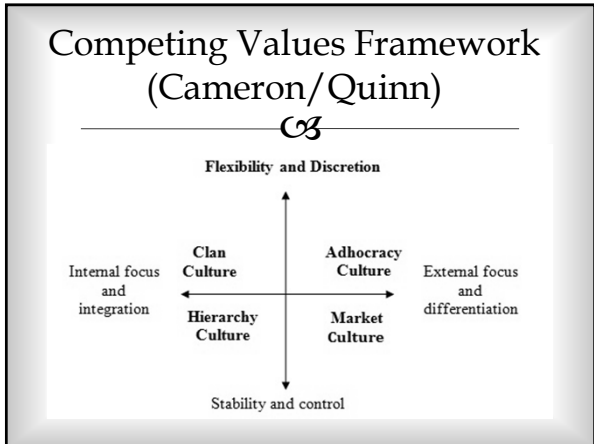 Competing Values Framework
(Cameron/Quinn)
Flexibility and Discretion
Clan
Culture
Adhocracy
Culture
Internal focus
and
integration
External focus
and
differentiation
Hierarchy
Culture
Market
Culture
Stability and control